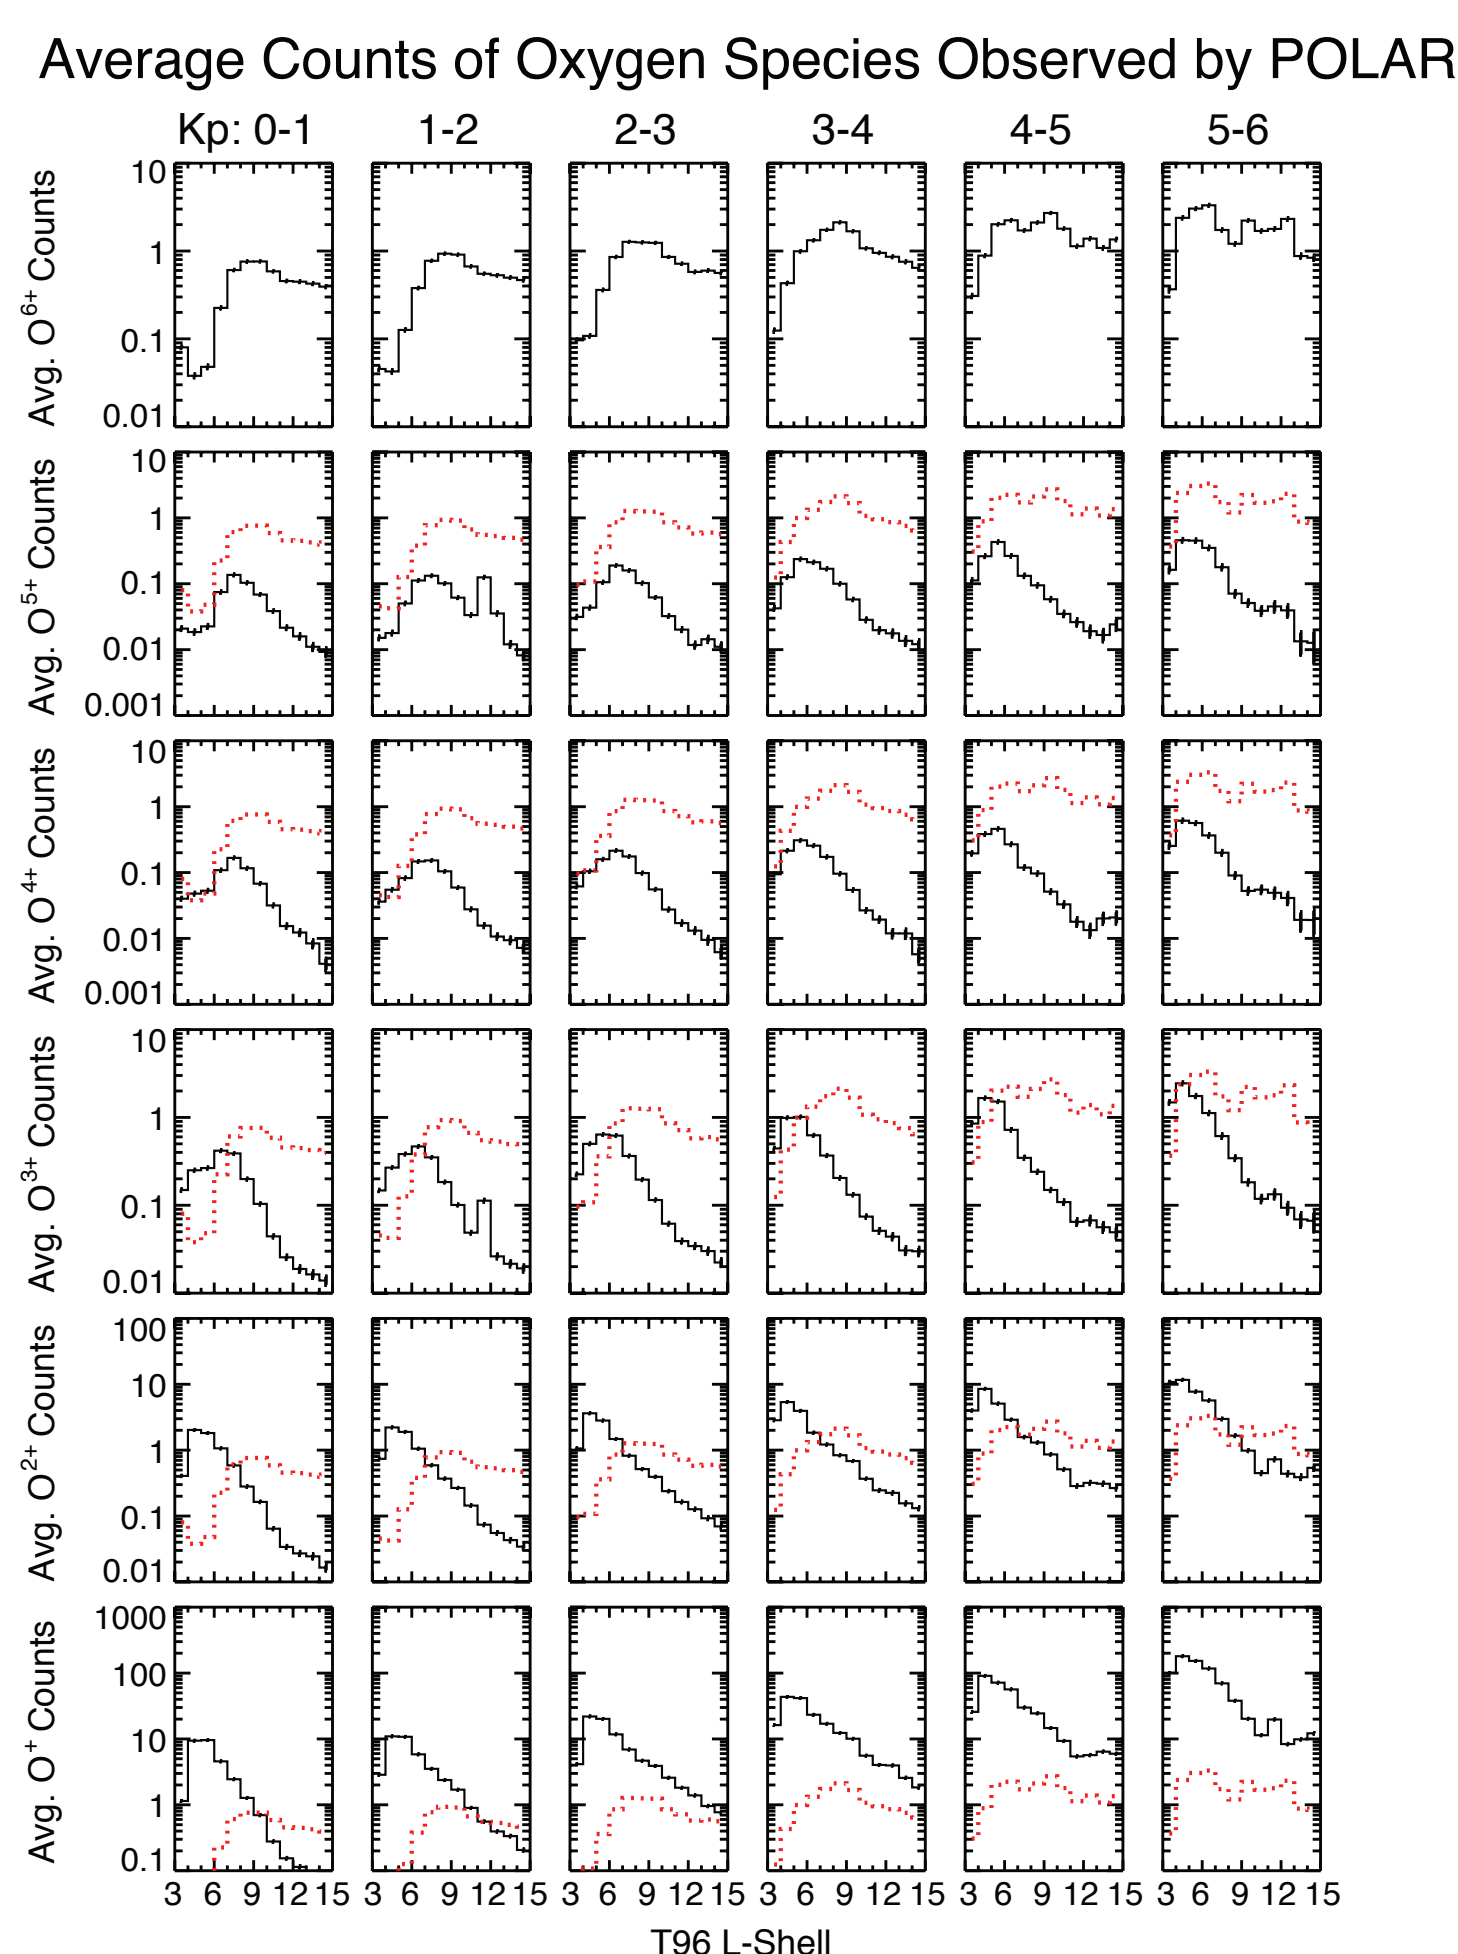 Average Counts of Oxygen Species Observed by POLAR
Kp: 0-1 1-2 2-3 3-4 4-5 5-6
Avg. O6+ Counts
10
1
0.1
0.01
Avg. O5+ Counts
10
1
0.1
0.01
0.001
Avg. O4+ Counts
10
1
0.1
0.01
0.001
Avg. O3+ Counts
10
1
0.1
0.01
Avg. O2+ Counts
100
10
1
0.1
0.01
Avg. O+ Counts
1000
100
10
1
0.1
3 6 9 12 15 3 6 9 12 15 3 6 9 12 15 3 6 9 12 15 3 6 9 12 15 3 6 9 12 15
T96 L-Shell